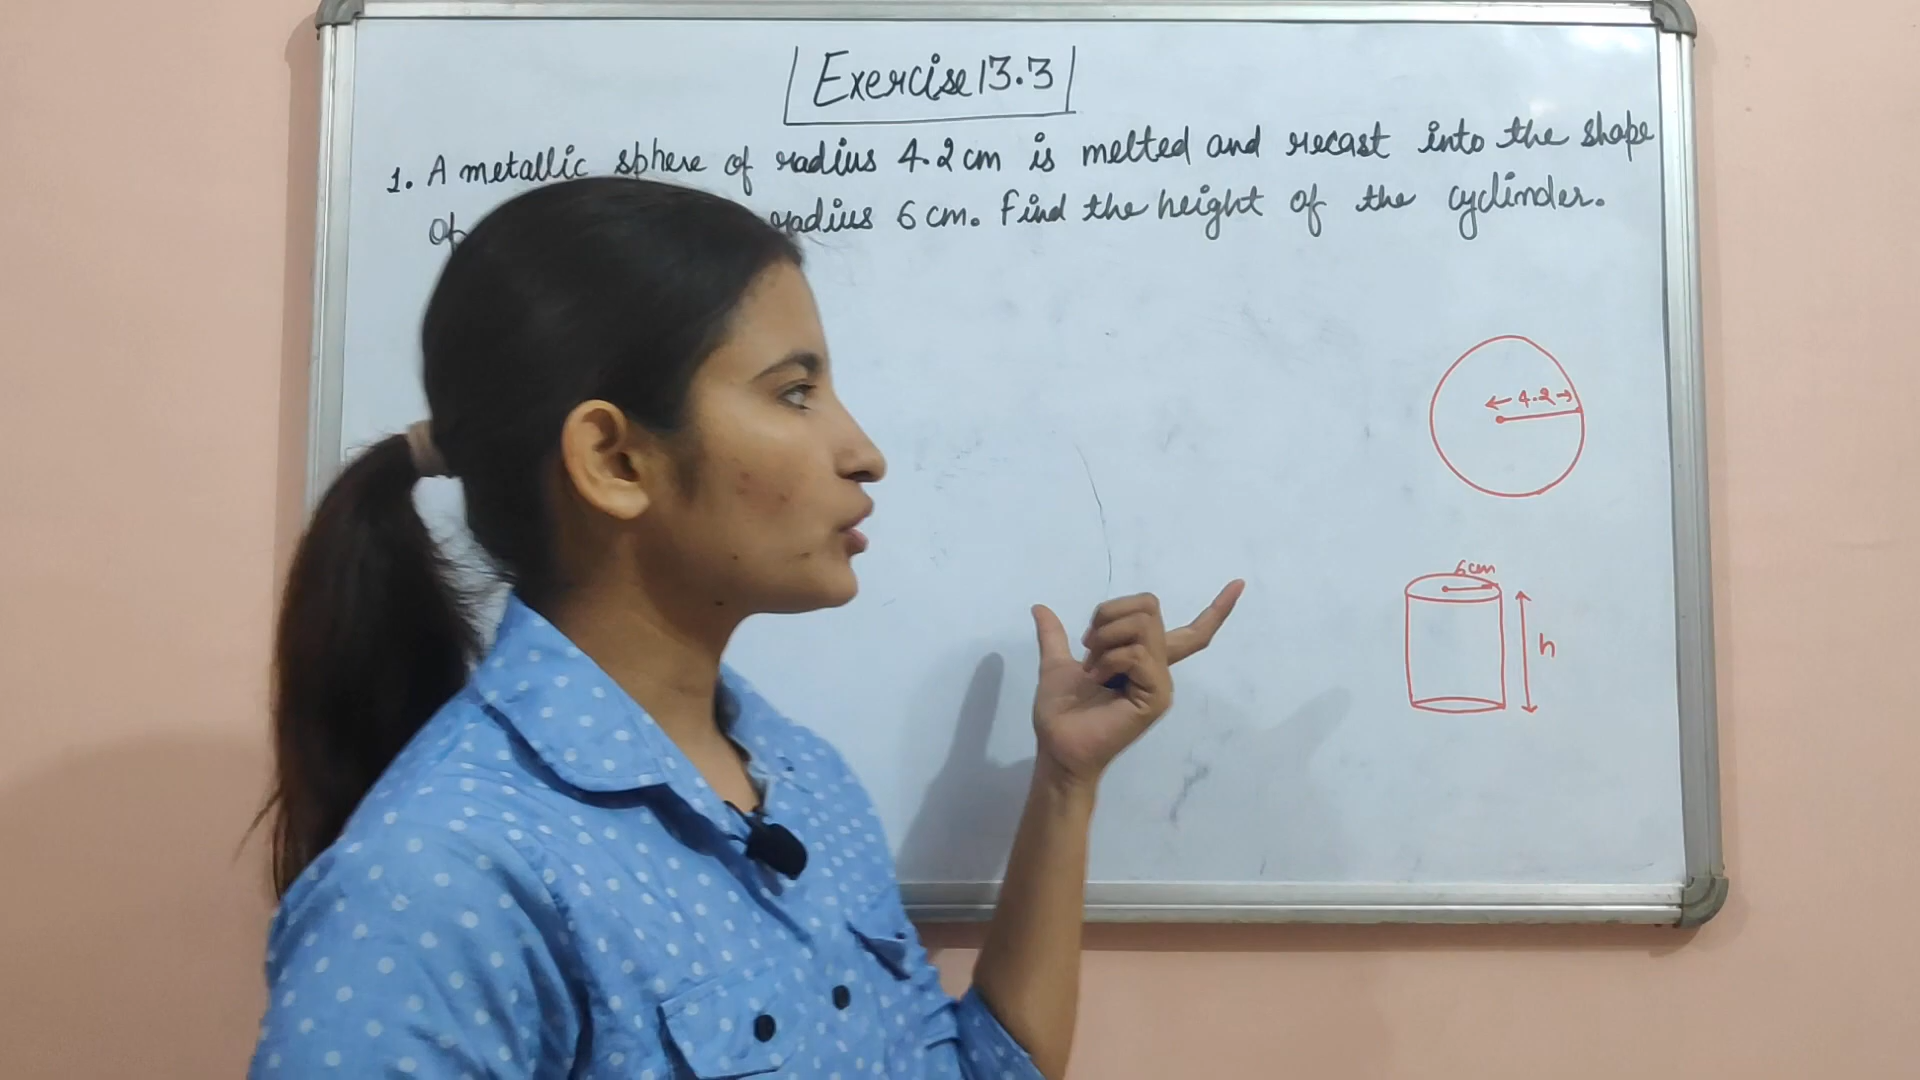 Exercise 13.3
1. A metallic sphere of radius 4.2 cm is melted and recast into the shape
of radius 6 cm. Find the height of the cyclinder.
4.2
6cm
h